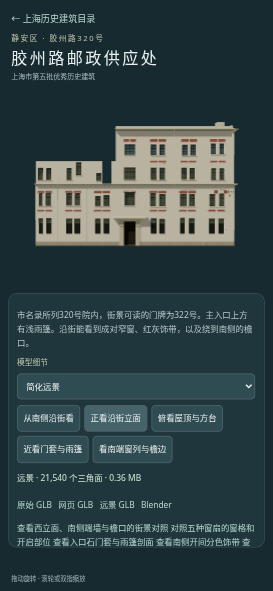 ← 上海历史建筑目录
静安区 · 胶州路320号
胶州路邮政供应处
上海市第五批优秀历史建筑
市名录所列320号院内，街景可读的门牌为322号。主入口上方
有浅雨篷。沿街能看到成对窄窗、红灰饰带，以及绕到南侧的檐
口。
模型细节
简化远景
从南侧沿街看
正看沿街立面
俯看屋顶与方台
近看门套与雨篷
看南端窗列与檐边
远景 · 21,540 个三角面 · 0.36 MB
原始 GLB 网页 GLB 远景 GLB Blender
查看西立面、南侧端墙与檐口的街景对照 对照五种窗扇的窗格和
开启部位 查看入口石门套与雨篷剖面 查看南侧开间分色饰带 查
拖动旋转 · 滚轮或双指缩放